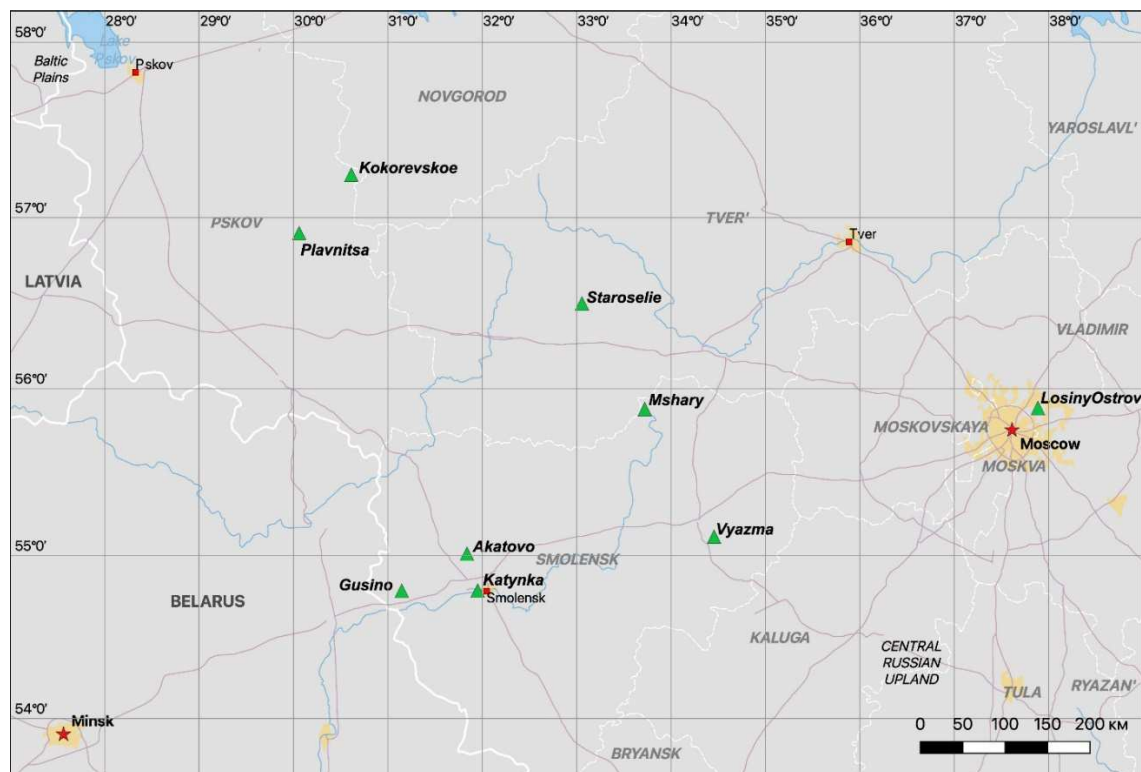 28°0' 29°0' 30°0' 31°0' 32°0' 33°0' 34°0' 35°0' 36°0' 37°0' 38°0'
58°0'
Lake
Pskov
Baltic
Plains
Pskov
NOVGOROD
YAROSLAVL'
Kokorevskoe
57°0'
PSKOV
TVER'
Plavnitsa
Tver
LATVIA
Staroselie
VLADIMIR
56°0'
Mshary
LosinyOstrov
MOSKOVSKAYA
Moscow
MOSKVA
Vyazma
55°0'
Akatovo
SMOLENSK
Gusino
Katynka
Smolensk
BELARUS
KALUGA
CENTRAL
RUSSIAN
UPLAND
TULA
RYAZAN'
54°0'
Minsk
0 50 100 150 200 КМ
BRYANSK